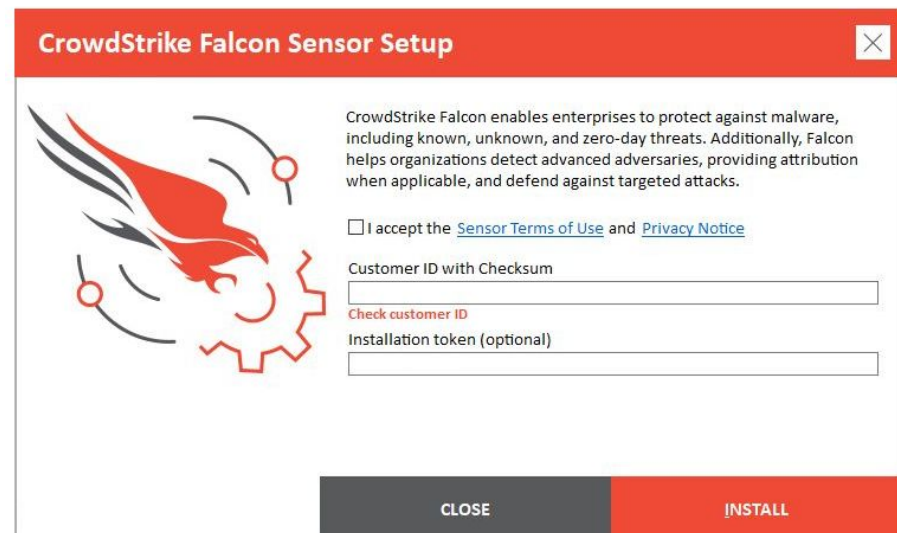 CrowdStrike Falcon Sensor Setup
CrowdStrike Falcon enables enterprises to protect against malware,
including known, unknown, and zero-day threats. Additionally, Falcon
helps organizations detect advanced adversaries, providing attribution
when applicable, and defend against targeted attacks.
I accept the Sensor Terms of Use and Privacy Notice
Customer ID with Checksum
Check customer ID
Installation token (optional)
CLOSE
INSTALL